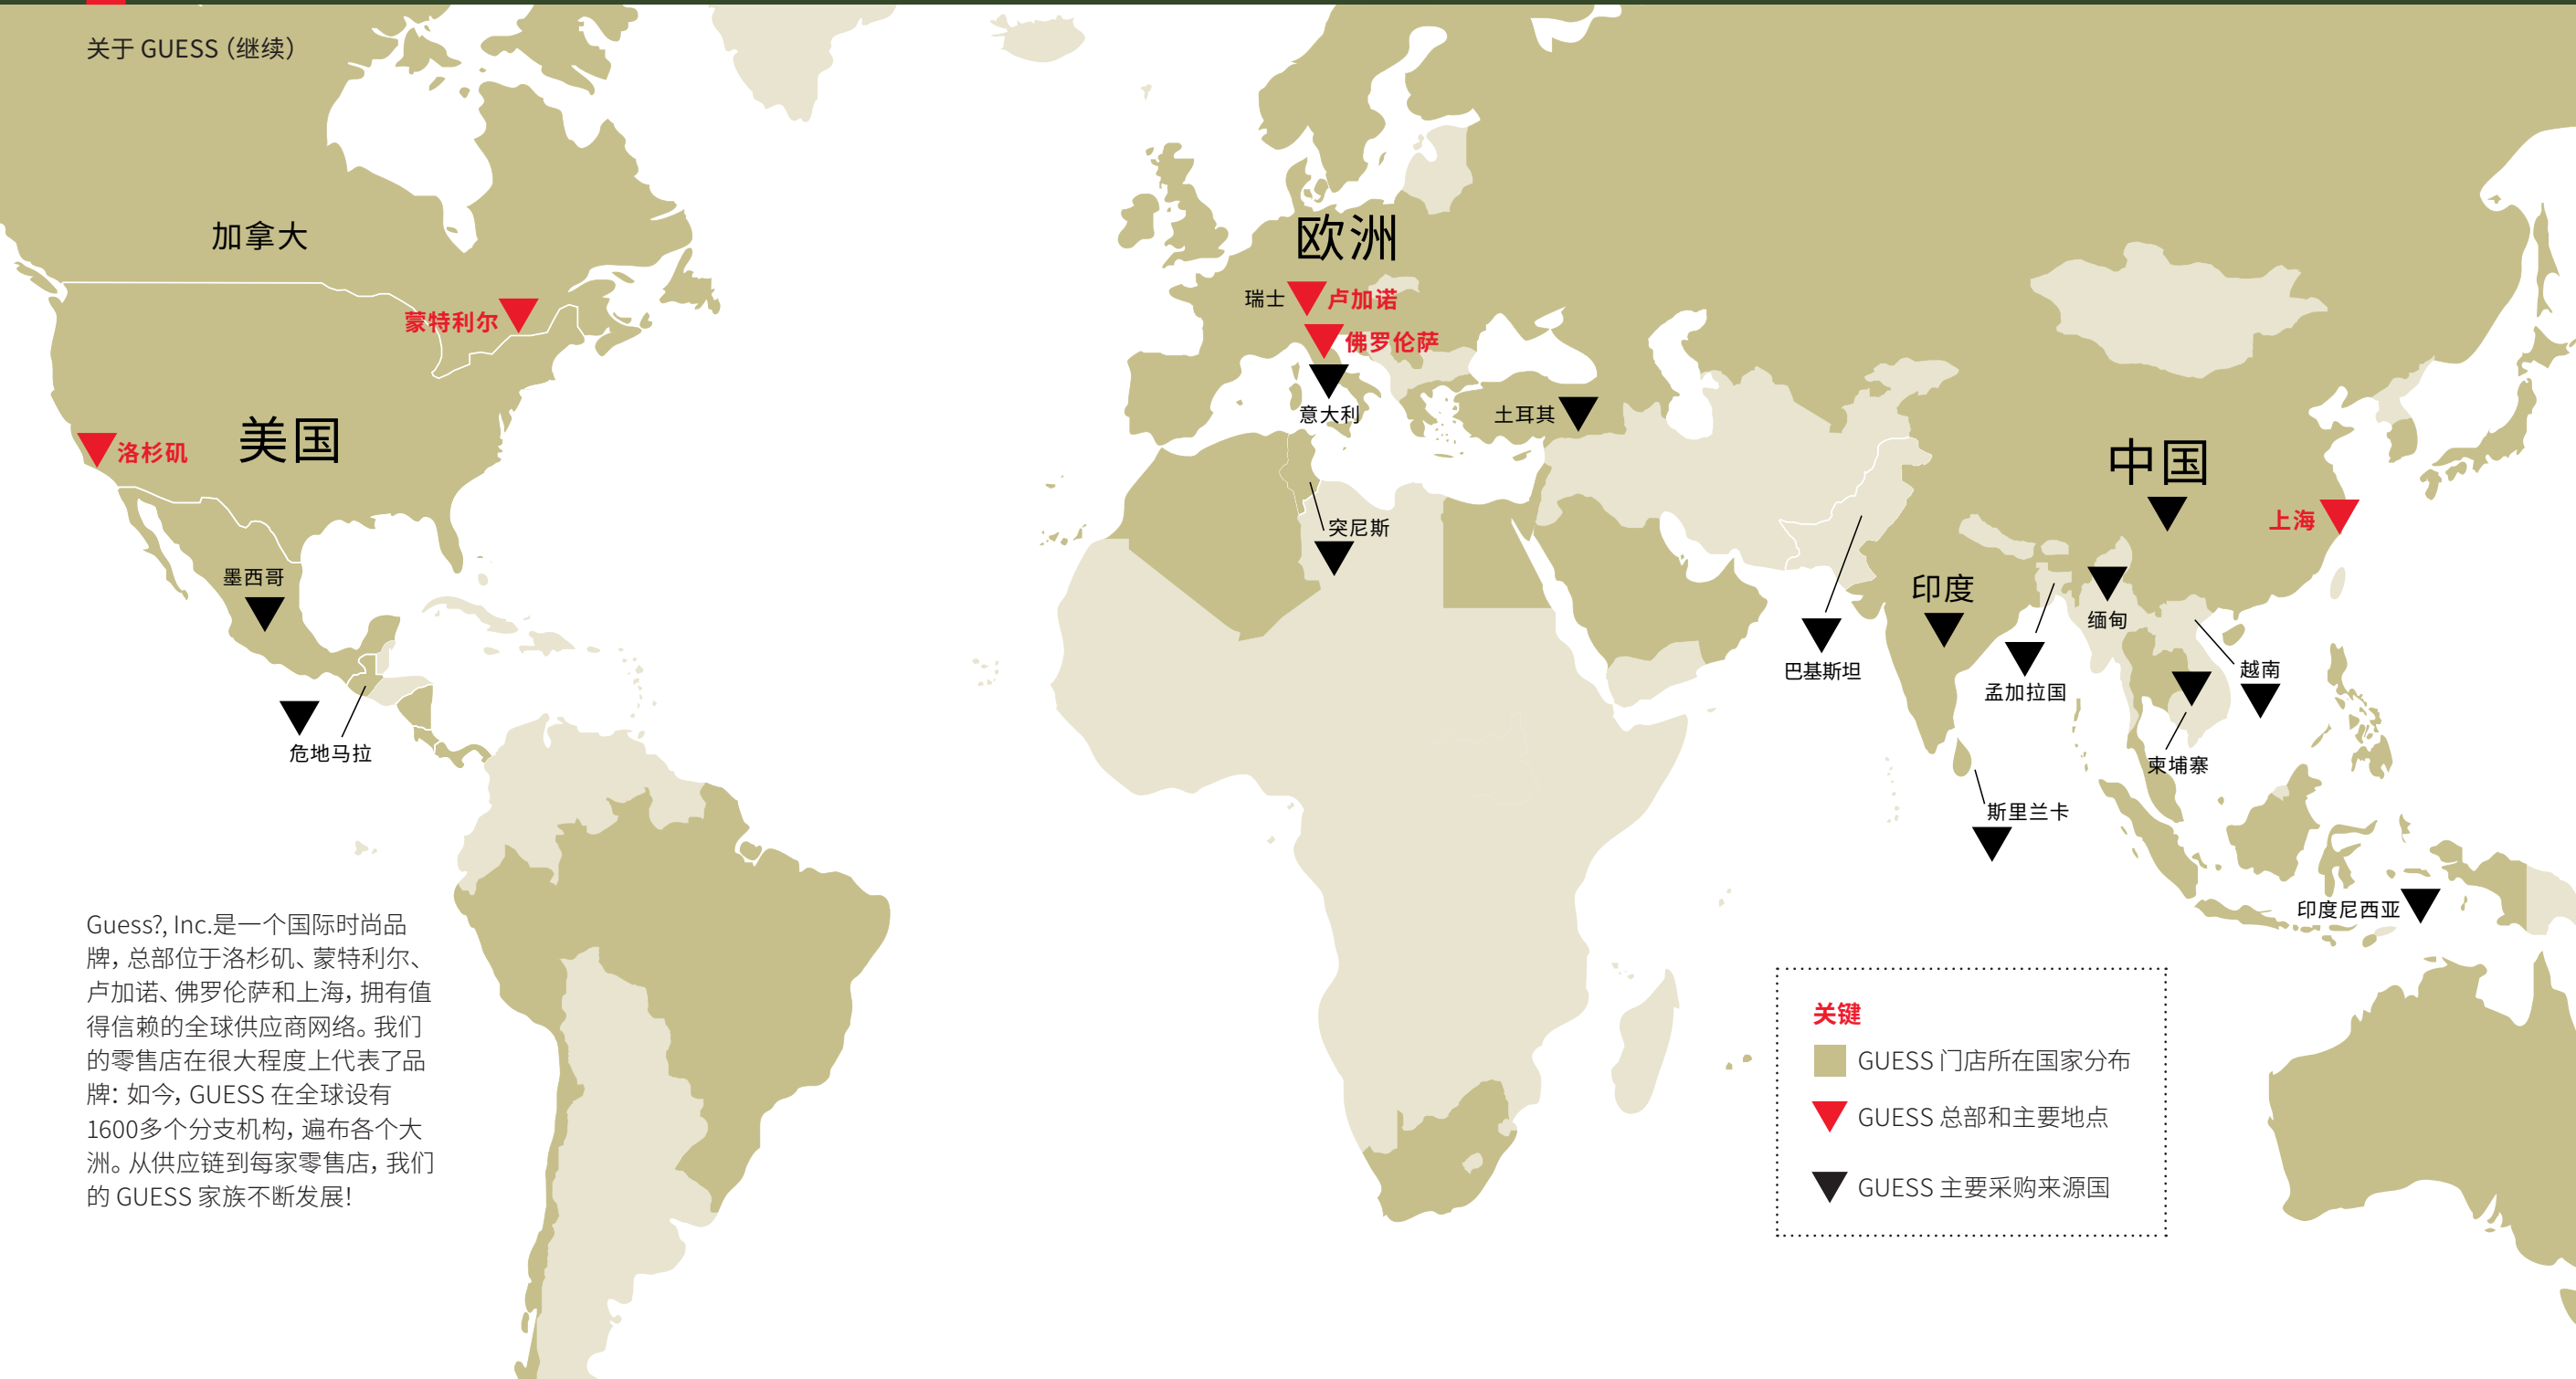 关于 GUESS（继续）
加拿大
欧洲
瑞士
卢加诺
蒙特利尔
佛罗伦萨
意大利
土耳其
美国
洛杉矶
中国
上海
突尼斯
墨西哥
印度
缅甸
巴基斯坦
孟加拉国
越南
危地马拉
柬埔寨
斯里兰卡
印度尼西亚
Guess?, Inc.是一个国际时尚品
牌，总部位于洛杉矶、蒙特利尔、
卢加诺、佛罗伦萨和上海，拥有值
得信赖的全球供应商网络。我们
的零售店在很大程度上代表了品
牌：如今，GUESS 在全球设有
1600多个分支机构，遍布各个大
洲。从供应链到每家零售店，我们
的 GUESS 家族不断发展！
关键
GUESS 门店所在国家分布
GUESS 总部和主要地点
GUESS 主要采购来源国